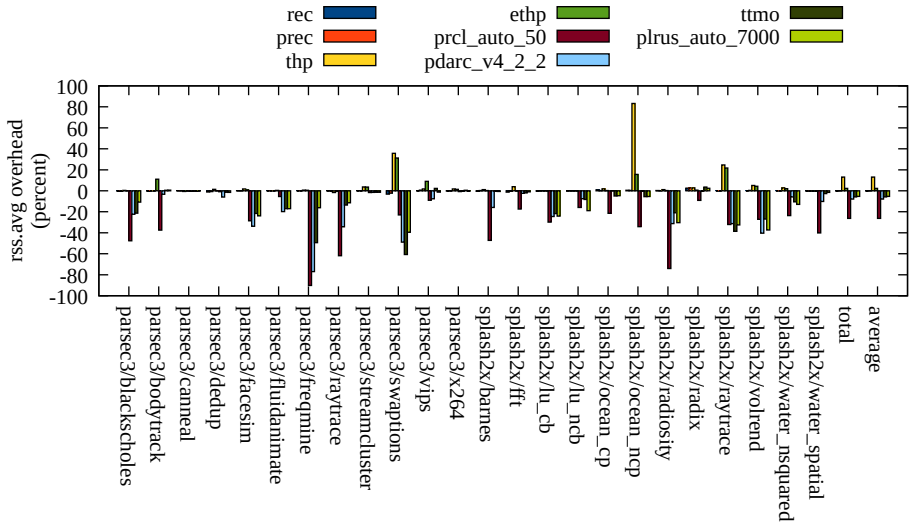 rec
prec
thp
ethp
prcl_auto_50
pdarc_v4_2_2
ttmo
plrus_auto_7000
rss.avg overhead
(percent)
100
80
60
40
20
0
-20
-40
-60
-80
-100
parsec3/blackscholes
parsec3/bodytrack
parsec3/canneal
parsec3/dedup
parsec3/facesim
parsec3/fluidanimate
parsec3/freqmine
parsec3/raytrace
parsec3/streamcluster
parsec3/swaptions
parsec3/vips
parsec3/x264
splash2x/barnes
splash2x/fft
splash2x/lu_cb
splash2x/lu_ncb
splash2x/ocean_cp
splash2x/ocean_ncp
splash2x/radiosity
splash2x/radix
splash2x/raytrace
splash2x/volrend
splash2x/water_nsquared
splash2x/water_spatial
total
average